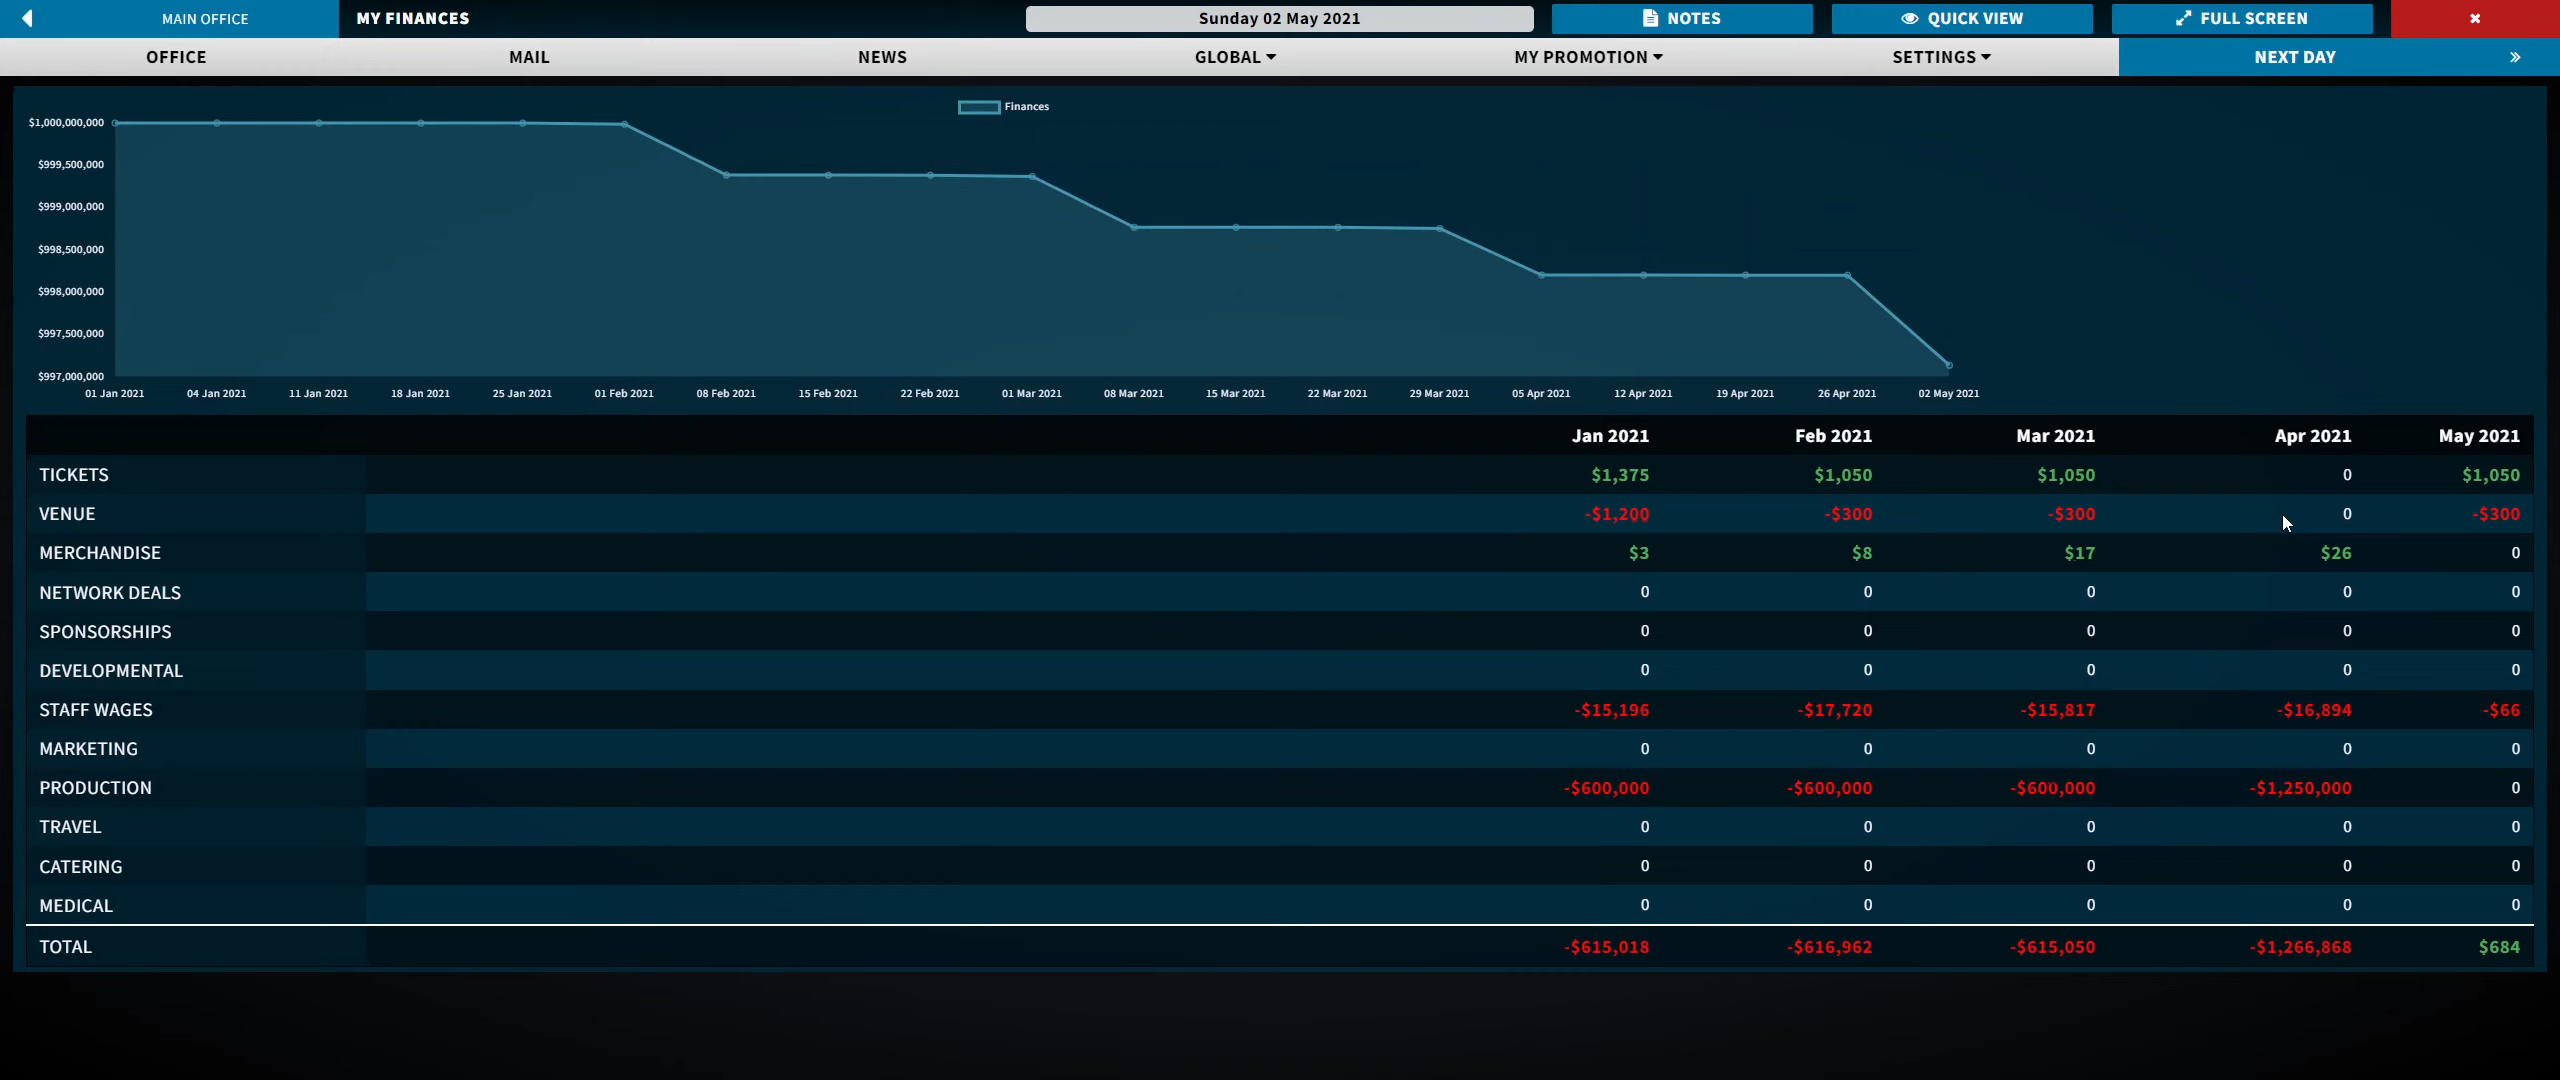 MAIN OFFICE MY FINANCES Sunday 02 May 2021 NOTES QUICK VIEW FULL SCREEN
OFFICE MAIL NEWS GLOBAL MY PROMOTION SETTINGS NEXT DAY
Finances
$1,000,000,000
$999,500,000
$999,000,000
$998,500,000
$998,000,000
$997,500,000
$997,000,000
01 Jan 2021 04 Jan 2021 11 Jan 2021 18 Jan 2021 25 Jan 2021 01 Feb 2021 08 Feb 2021 15 Feb 2021 22 Feb 2021 01 Mar 2021 08 Mar 2021 15 Mar 2021 22 Mar 2021 29 Mar 2021 05 Apr 2021 12 Apr 2021 19 Apr 2021 26 Apr 2021 02 May 2021
Jan 2021 Feb 2021 Mar 2021 Apr 2021 May 2021
TICKETS $1,375 $1,050 $1,050 0 $1,050
VENUE -$1,200 -$300 -$300 0 -$300
MERCHANDISE $3 $8 $17 $26 0
NETWORK DEALS 0 0 0 0 0
SPONSORSHIPS 0 0 0 0 0
DEVELOPMENTAL 0 0 0 0 0
STAFF WAGES -$15,196 -$17,720 -$15,817 -$16,894 -$66
MARKETING 0 0 0 0 0
PRODUCTION -$600,000 -$600,000 -$600,000 -$1,250,000 0
TRAVEL 0 0 0 0 0
CATERING 0 0 0 0 0
MEDICAL 0 0 0 0 0
TOTAL -$615,018 -$616,962 -$615,050 -$1,266,868 $684